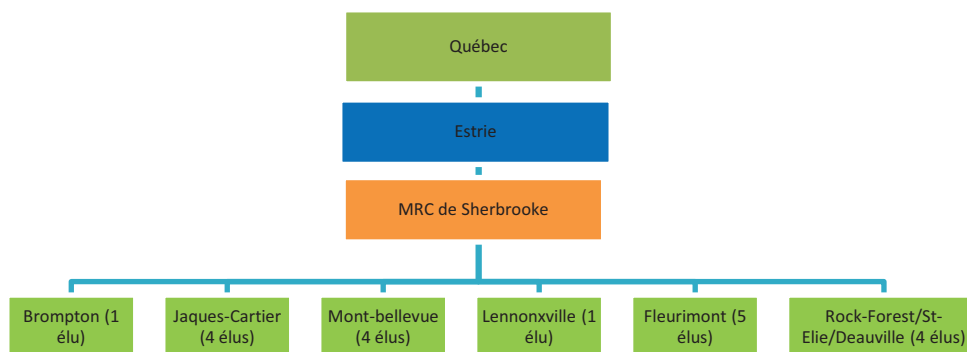 Québec
Estrie
MRC de Sherbrooke
Brompton (1
élu)
Jaques-Cartier
(4 élus)
Mont-bellevue
(4 élus)
Lennonxville (1
élu)
Fleurimont (5
élus)
Rock-Forest/St-
Elie/Deauville (4 élus)